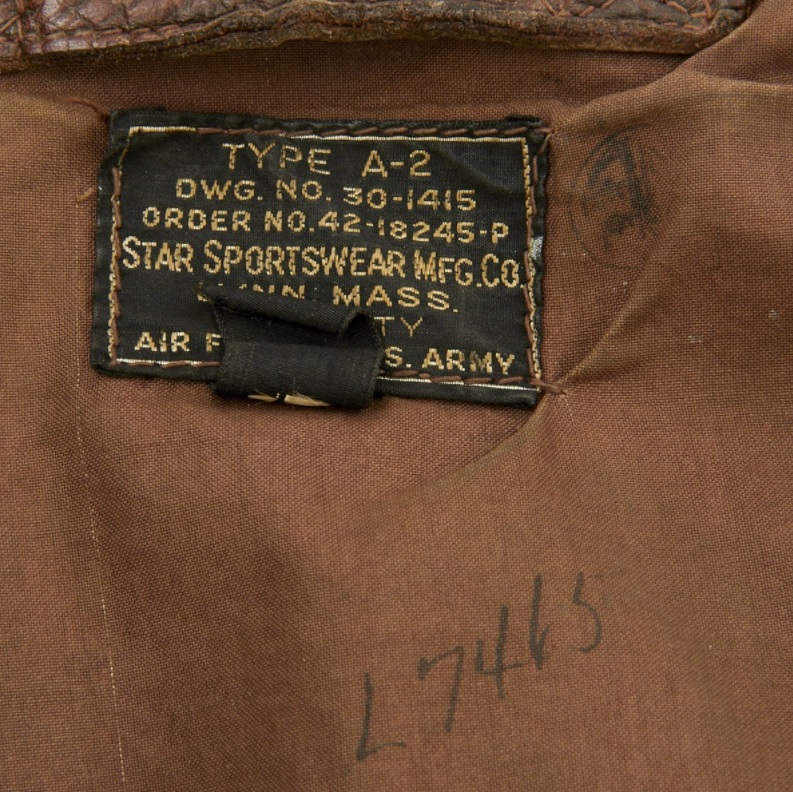 TYPE A-2
DWG. NO. 30-1415
ORDER NO. 42-18245-P
STAR SPORTSWEAR MFG. CO.
MASS.
AIR S. ARMY
L7465